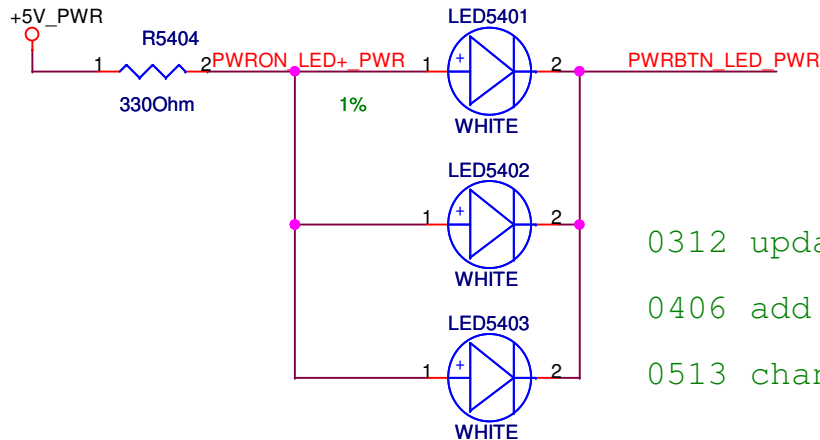 +5V_PWR
R5404
1
2
PWRON_LED+_PWR
330Ohm
1%
LED5401
1
+
2
WHITE
PWRBTN_LED_PWR
LED5402
1
+
2
WHITE
0312
0406 add
LED5403
1
+
2
WHITE
0513